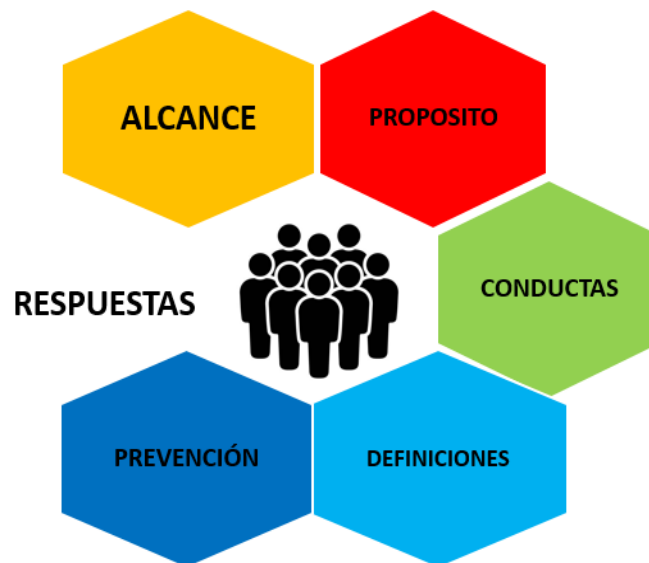 ALCANCE
PROPOSITO
CONDUCTAS
RESPUESTAS
PREVENCIÓN
DEFINICIONES